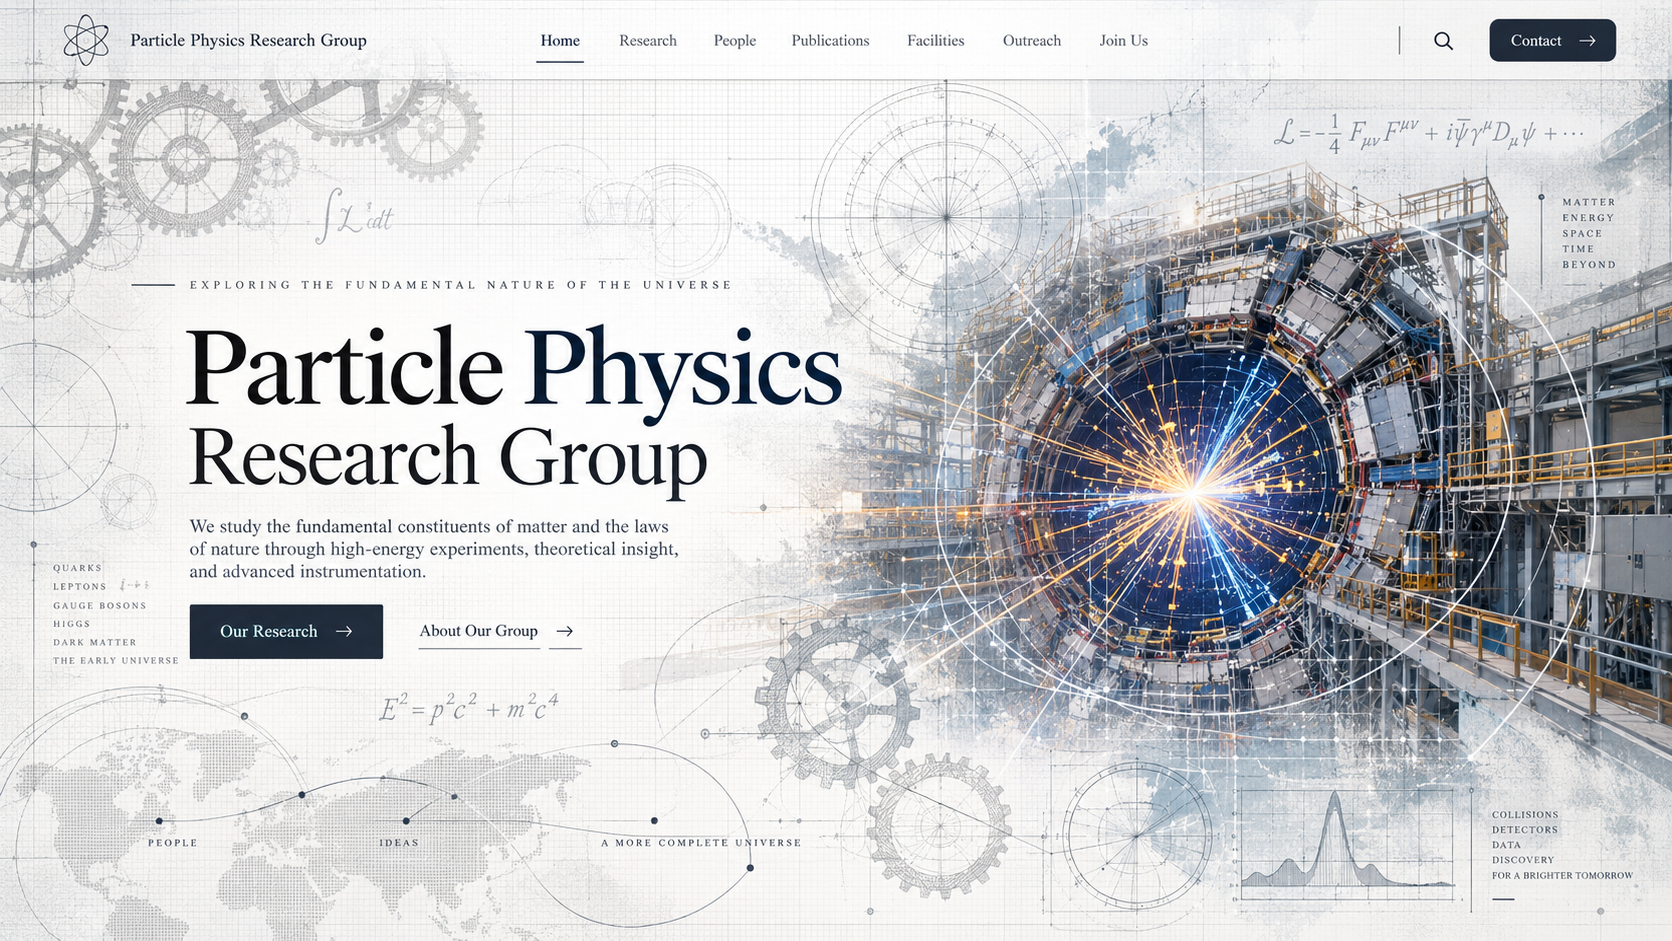 Particle Physics Research Group
Home
Research
People
Publications
Facilities
Outreach
Join Us
Contact
ℒ = -1/4 F_μν F^μν + iψ̄γ^μ D_μ ψ + ···
MATTER
ENERGY
SPACE
TIME
BEYOND
EXPLORING THE FUNDAMENTAL NATURE OF THE UNIVERSE
Particle Physics
Research Group
We study the fundamental constituents of matter and the laws
of nature through high-energy experiments, theoretical insight,
and advanced instrumentation.
Our Research
About Our Group
QUARKS
LEPTONS
GAUGE BOSONS
HIGGS
DARK MATTER
THE EARLY UNIVERSE
E² = p²c² + m²c⁴
PEOPLE
IDEAS
A MORE COMPLETE UNIVERSE
COLLISIONS
DETECTORS
DATA
DISCOVERY
FOR A BRIGHTER TOMORROW